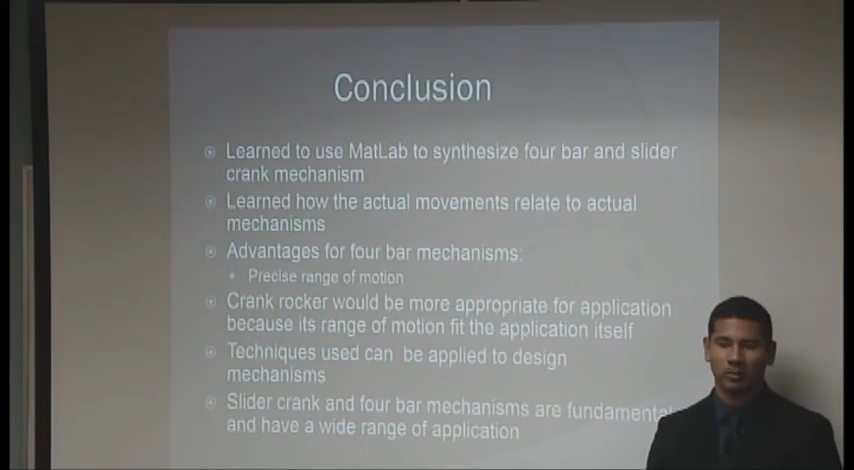 Conclusion
Learned to use MatLab to synthesize four bar and slider
crank mechanism
Learned how the actual movements relate to actual
mechanisms
Advantages for four bar mechanisms:
Precise range of motion
Crank rocker would be more appropriate for application
because its range of motion fit the application itself
Techniques used can be applied to design
mechanisms
Slider crank and four bar mechanisms are fundamental
and have a wide range of application